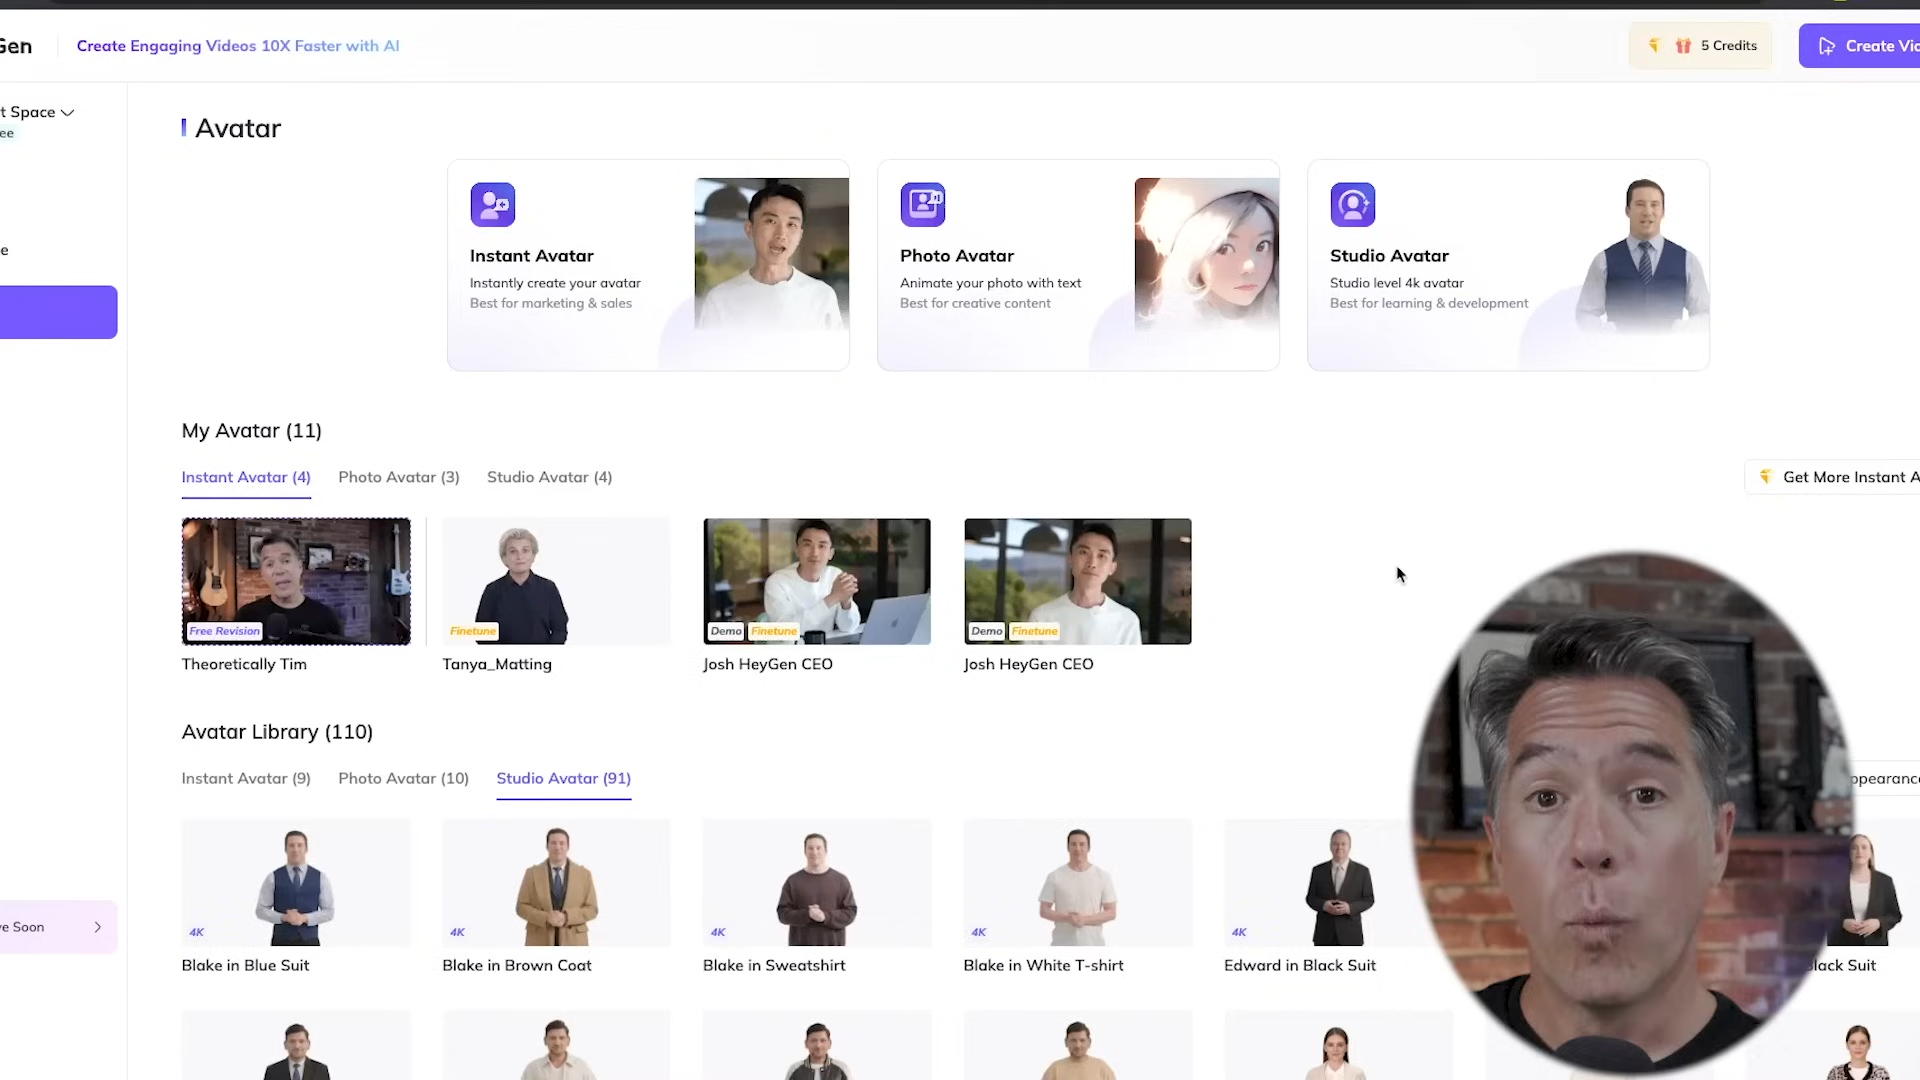 Gen
Create Engaging Videos 10X Faster with AI
5 Credits
Create Vid
t Space
ee
Avatar
Instant Avatar
Instantly create your avatar
Best for marketing & sales
Photo Avatar
Animate your photo with text
Best for creative content
Studio Avatar
Studio level 4k avatar
Best for learning & development
e
My Avatar (11)
Instant Avatar (4)
Photo Avatar (3)
Studio Avatar (4)
Get More Instant A
Free Revision
Finetune
Demo
Finetune
Demo
Finetune
Theoretically Tim
Tanya_Matting
Josh HeyGen CEO
Josh HeyGen CEO
Avatar Library (110)
Instant Avatar (9)
Photo Avatar (10)
Studio Avatar (91)
ppearance
4K
4K
4K
4K
4K
ve Soon
Blake in Blue Suit
Blake in Brown Coat
Blake in Sweatshirt
Blake in White T-shirt
Edward in Black Suit
Black Suit